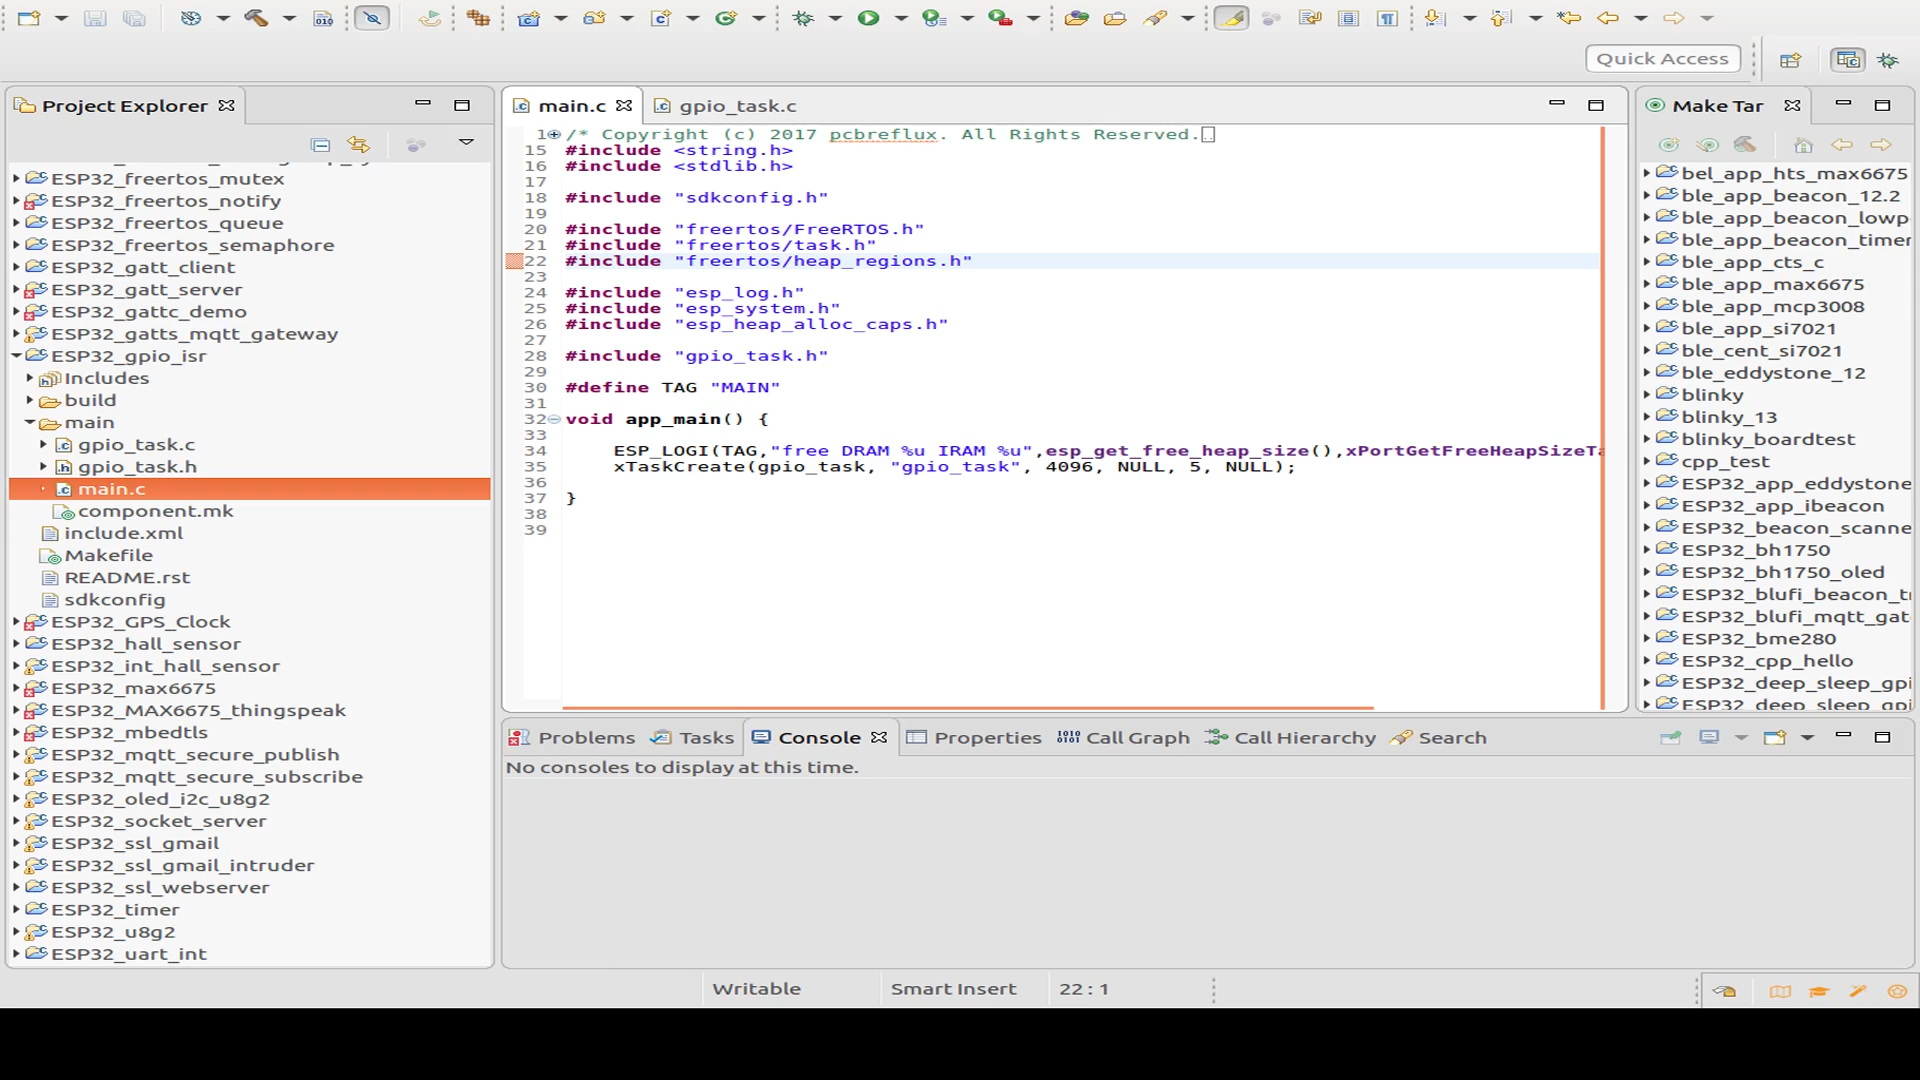 Quick Access
Project Explorer
ESP32_freertos_mutex
ESP32_freertos_notify
ESP32_freertos_queue
ESP32_freertos_semaphore
ESP32_gatt_client
ESP32_gatt_server
ESP32_gattc_demo
ESP32_gatts_mqtt_gateway
ESP32_gpio_isr
Includes
build
main
gpio_task.c
gpio_task.h
main.c
component.mk
include.xml
Makefile
README.rst
sdkconfig
ESP32_GPS_Clock
ESP32_hall_sensor
ESP32_int_hall_sensor
ESP32_max6675
ESP32_MAX6675_thingspeak
ESP32_mbedtls
ESP32_mqtt_secure_publish
ESP32_mqtt_secure_subscribe
ESP32_oled_i2c_u8g2
ESP32_socket_server
ESP32_ssl_gmail
ESP32_ssl_gmail_intruder
ESP32_ssl_webserver
ESP32_timer
ESP32_u8g2
ESP32_uart_int
main.c gpio_task.c
1 /* Copyright (c) 2017 pcbreflux. All Rights Reserved.
15 #include <string.h>
16 #include <stdlib.h>
17
18 #include "sdkconfig.h"
19
20 #include "freertos/FreeRTOS.h"
21 #include "freertos/task.h"
22 #include "freertos/heap_regions.h"
23
24 #include "esp_log.h"
25 #include "esp_system.h"
26 #include "esp_heap_alloc_caps.h"
27
28 #include "gpio_task.h"
29
30 #define TAG "MAIN"
31
32 void app_main() {
33
34 ESP_LOGI(TAG,"free DRAM %u IRAM %u",esp_get_free_heap_size(),xPortGetFreeHeapSizeTa
35 xTaskCreate(gpio_task, "gpio_task", 4096, NULL, 5, NULL);
36
37 }
38
39
Make Tar
bel_app_hts_max6675
ble_app_beacon_12.2
ble_app_beacon_lowp
ble_app_beacon_timer
ble_app_cts_c
ble_app_max6675
ble_app_mcp3008
ble_app_si7021
ble_cent_si7021
ble_eddystone_12
blinky
blinky_13
blinky_boardtest
cpp_test
ESP32_app_eddystone
ESP32_app_ibeacon
ESP32_beacon_scanne
ESP32_bh1750
ESP32_bh1750_oled
ESP32_blufi_beacon_t
ESP32_blufi_mqtt_gat
ESP32_bme280
ESP32_cpp_hello
ESP32_deep_sleep_gpi
ESP32_deep_sleep_gpi
Problems Tasks Console Properties Call Graph Call Hierarchy Search
No consoles to display at this time.
Writable Smart Insert 22 : 1